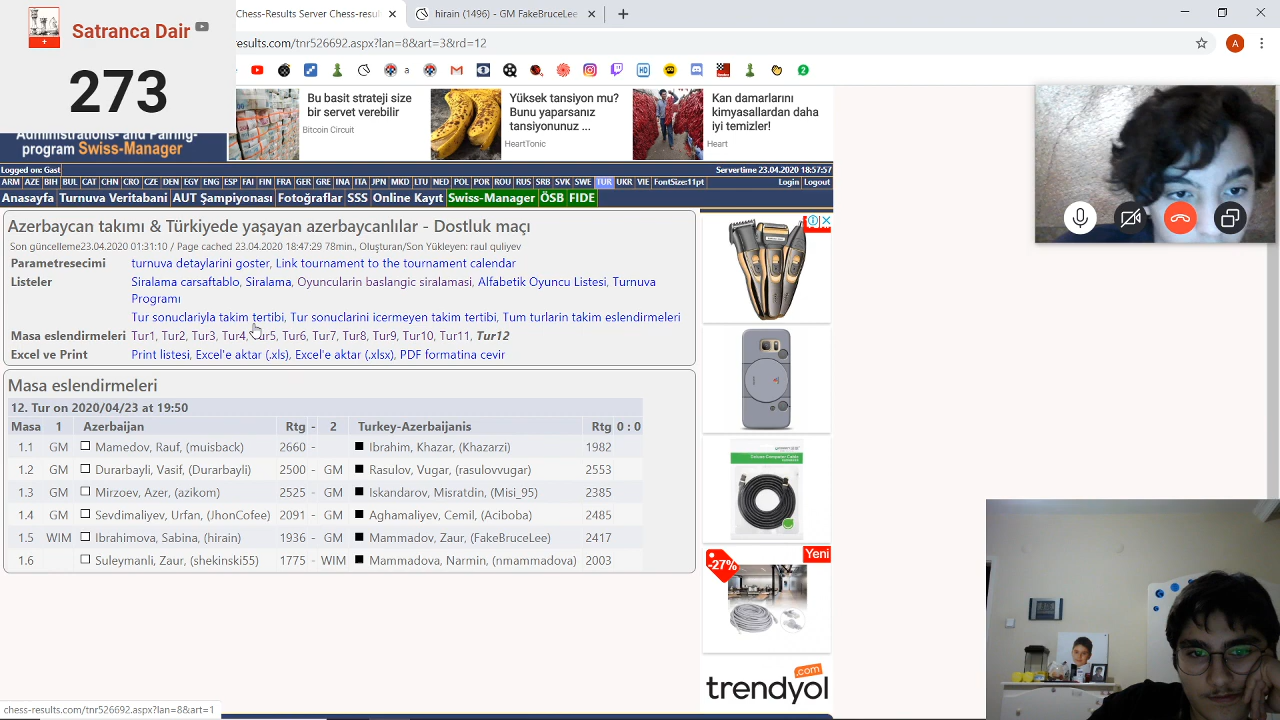 Satranca Dair
273
Chess-Results Server Chess-resul
hirain (1496) - GM FakeBruceLee
esults.com/tnr526692.aspx?lan=8&art=3&rd=12
A
a
HD
2
Administrations- and Pairing-
program Swiss-Manager
Bu basit strateji size
bir servet verebilir
Bitcoin Circuit
Yüksek tansiyon mu?
Bunu yaparsanız
tansiyonunuz ...
HeartTonic
Kan damarlarını
kimyasallardan daha
iyi temizler!
Heart
Logged on: Gast
Servertime 23.04.2020 18:57:57
ARM AZE BIH BUL CAT CHN CRO CZE DEN EGY ENG ESP FAI FIN FRA GER GRE INA ITA JPN MKD LTU NED POL POR ROU RUS SRB SVK SWE TUR UKR VIE FontSize:11pt Login Logout
Anasayfa Turnuva Veritabani AUT Şampiyonası Fotoğraflar SSS Online Kayıt Swiss-Manager ÖSB FIDE
Azerbaycan takımı & Türkiyede yaşayan azerbaycanlılar - Dostluk maçı
Son güncelleme23.04.2020 01:31:10 / Page cached 23.04.2020 18:47:29 78min., Oluşturan/Son Yükleyen: raul quliyev
Parametresecimi turnuva detaylarini goster, Link tournament to the tournament calendar
Listeler Siralama carsaftablo, Siralama, Oyuncularin baslangic siralamasi, Alfabetik Oyuncu Listesi, Turnuva
Programı
Tur sonuclariyla takim tertibi, Tur sonuclarini icermeyen takim tertibi, Tum turlarin takim eslendirmeleri
Masa eslendirmeleri Tur1, Tur2, Tur3, Tur4, Tur5, Tur6, Tur7, Tur8, Tur9, Tur10, Tur11, Tur12
Excel ve Print Print listesi, Excel'e aktar (.xls), Excel'e aktar (.xlsx), PDF formatina cevir
Masa eslendirmeleri
12. Tur on 2020/04/23 at 19:50
Masa 1 Azerbaijan Rtg - 2 Turkey-Azerbaijanis Rtg 0 : 0
1.1 GM Mamedov, Rauf, (muisback) 2660 - Ibrahim, Khazar, (Khazarzi) 1982
1.2 GM Durarbayli, Vasif, (Durarbayli) 2500 - GM Rasulov, Vugar, (rasulovvugar) 2553
1.3 GM Mirzoev, Azer, (azikom) 2525 - GM Iskandarov, Misratdin, (Misi_95) 2385
1.4 GM Sevdimaliyev, Urfan, (JhonCofee) 2091 - GM Aghamaliyev, Cemil, (Aciboba) 2485
1.5 WIM Ibrahimova, Sabina, (hirain) 1936 - GM Mammadov, Zaur, (FakeBruceLee) 2417
1.6 Suleymanli, Zaur, (shekinski55) 1775 - WIM Mammadova, Narmin, (nmammadova) 2003
-27%
Yeni
trendyol
.com
chess-results.com/tnr526692.aspx?lan=8&art=1